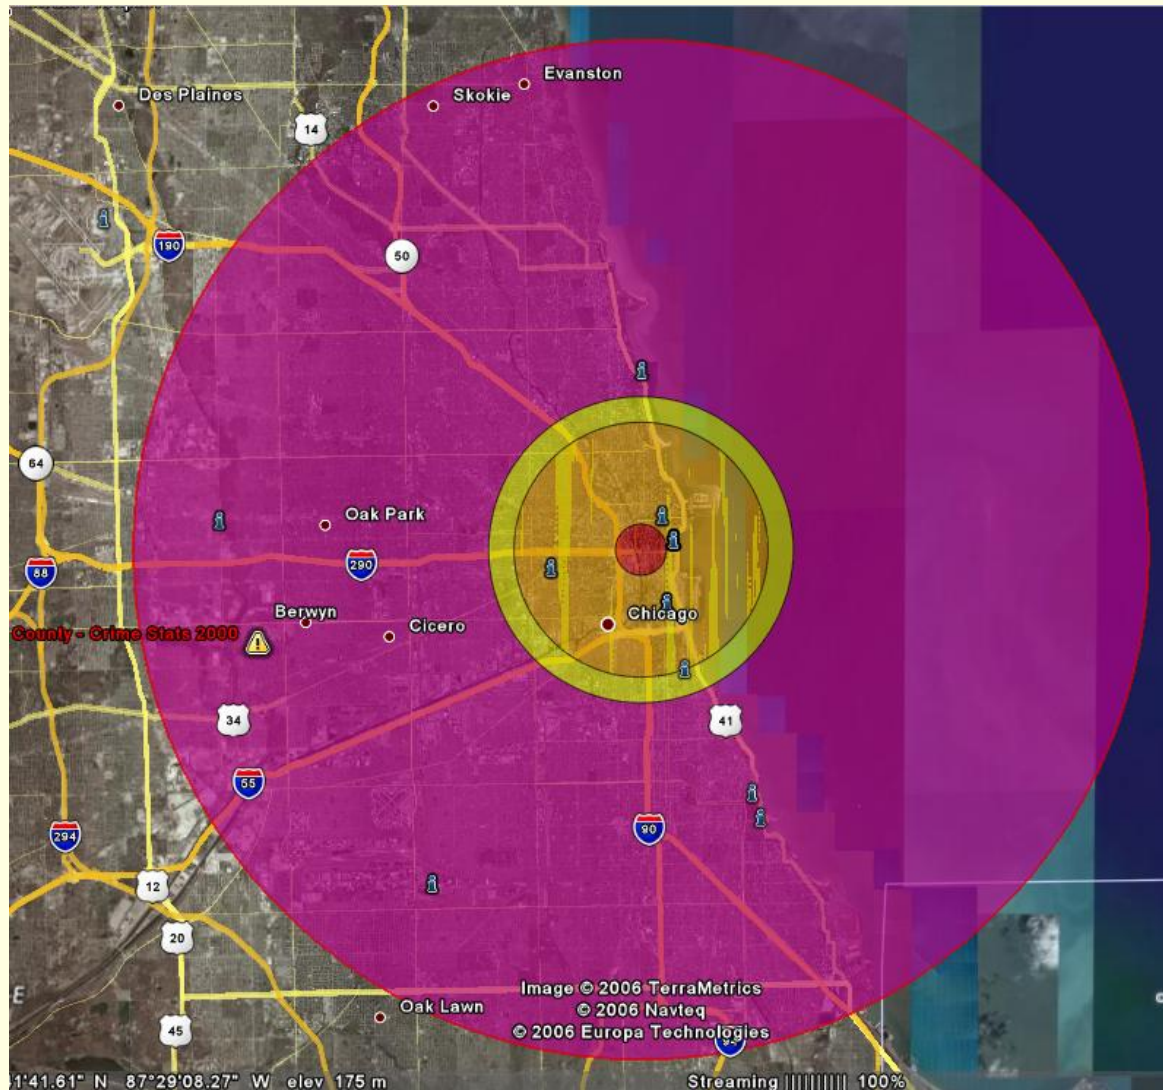 Evanston
Des Plaines
Skokie
14
190
50
64
Oak Park
290
88
Chicago
Berwyn
Cicero
County - Crime Stats 2000
34
41
55
90
294
12
20
Image © 2006 TerraMetrics
Oak Lawn
© 2006 Navteq
© 2006 Europa Technologies
45
1'41.61" N 87°29'08.27" W elev 175 m
Streaming |||||||||| 100%